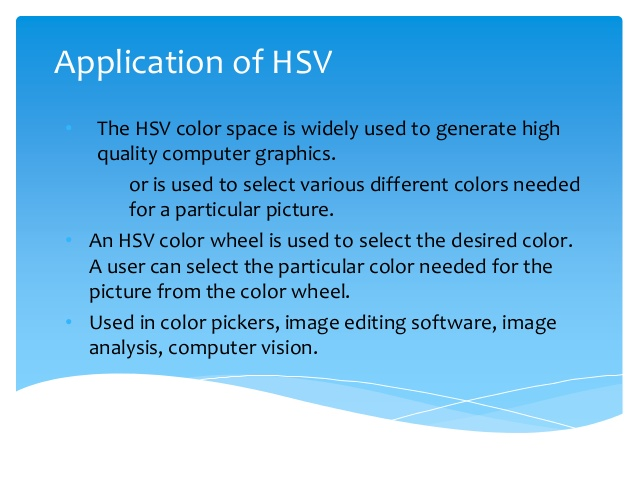 Application of HSV
• The HSV color space is widely used to generate high
quality computer graphics.
or is used to select various different colors needed
for a particular picture.
• An HSV color wheel is used to select the desired color.
A user can select the particular color needed for the
picture from the color wheel.
• Used in color pickers, image editing software, image
analysis, computer vision.